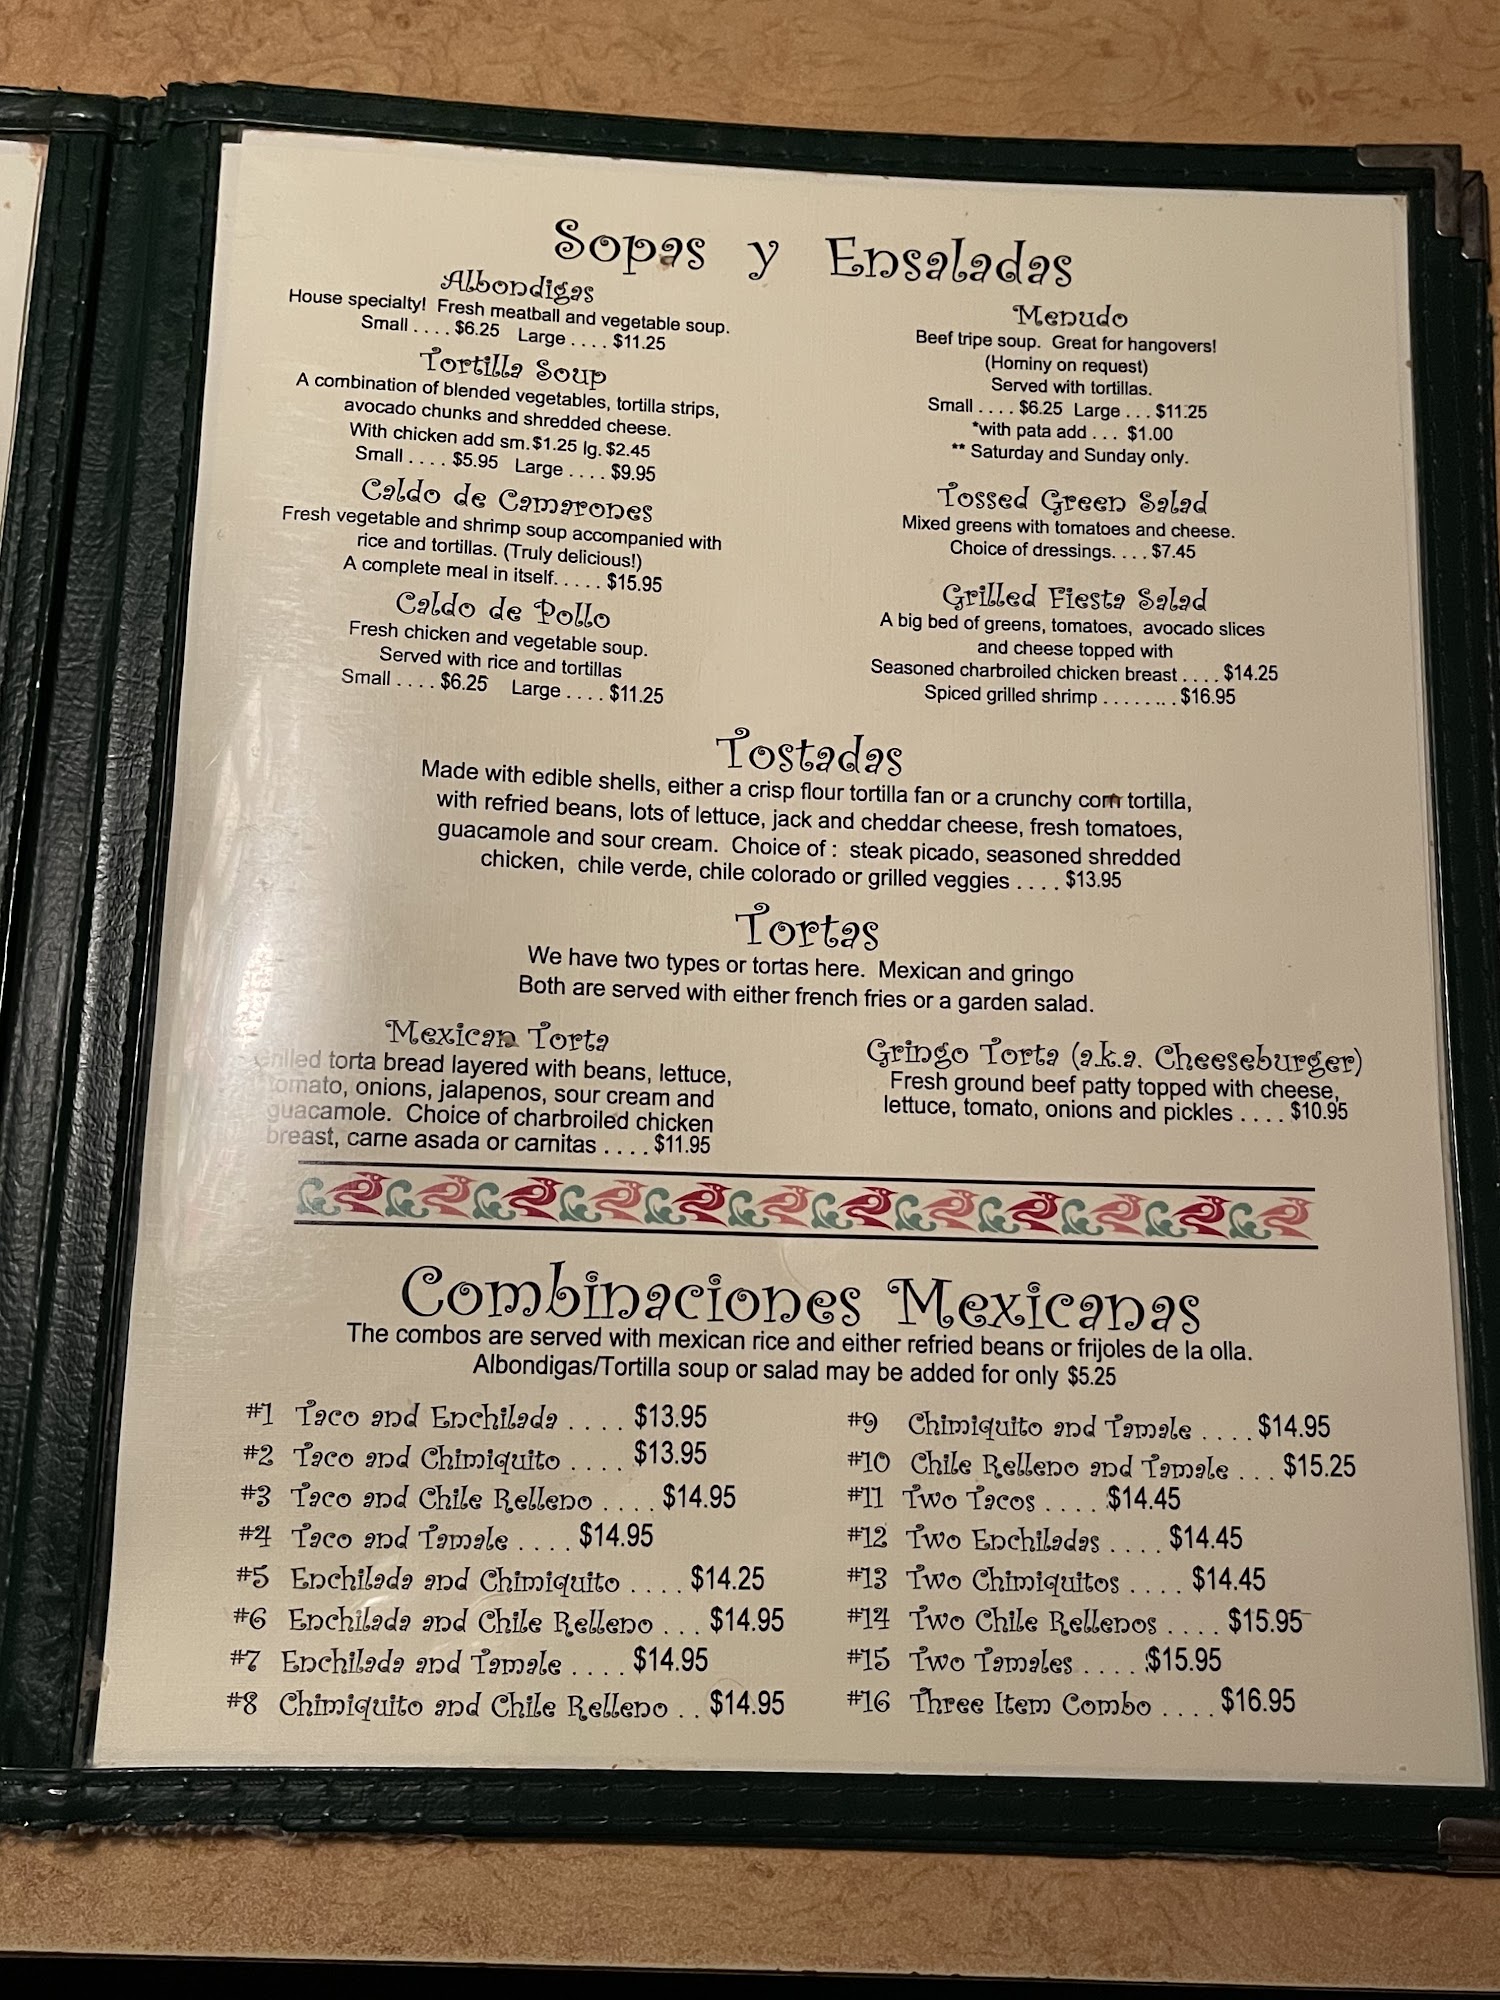 Sopas y Ensaladas
Albondigas
House specialty! Fresh meatball and vegetable soup.
Small . . . . $6.25 Large . . . . $11.25
Tortilla Soup
A combination of blended vegetables, tortilla strips,
avocado chunks and shredded cheese.
With chicken add sm. $1.25 lg. $2.45
Small . . . . $5.95 Large . . . . $9.95
Caldo de Camarones
Fresh vegetable and shrimp soup accompanied with
rice and tortillas. (Truly delicious!)
A complete meal in itself. . . . . $15.95
Caldo de Pollo
Fresh chicken and vegetable soup.
Served with rice and tortillas
Small . . . . $6.25 Large . . . . $11.25
Menudo
Beef tripe soup. Great for hangovers!
(Hominy on request)
Served with tortillas.
Small . . . . $6.25 Large . . . $11.25
*with pata add . . . $1.00
** Saturday and Sunday only.
Tossed Green Salad
Mixed greens with tomatoes and cheese.
Choice of dressings. . . . $7.45
Grilled Fiesta Salad
A big bed of greens, tomatoes, avocado slices
and cheese topped with
Seasoned charbroiled chicken breast . . . . $14.25
Spiced grilled shrimp . . . . . . . . $16.95
Tostadas
Made with edible shells, either a crisp flour tortilla fan or a crunchy corn tortilla,
with refried beans, lots of lettuce, jack and cheddar cheese, fresh tomatoes,
guacamole and sour cream. Choice of : steak picado, seasoned shredded
chicken, chile verde, chile colorado or grilled veggies . . . . $13.95
Tortas
We have two types or tortas here. Mexican and gringo
Both are served with either french fries or a garden salad.
Mexican Torta
Grilled torta bread layered with beans, lettuce,
tomato, onions, jalapenos, sour cream and
guacamole. Choice of charbroiled chicken
breast, carne asada or carnitas . . . . $11.95
Gringo Torta (a.k.a. Cheeseburger)
Fresh ground beef patty topped with cheese,
lettuce, tomato, onions and pickles . . . . $10.95
Combinaciones Mexicanas
The combos are served with mexican rice and either refried beans or frijoles de la olla.
Albondigas/Tortilla soup or salad may be added for only $5.25
#1 Taco and Enchilada . . . . $13.95
#2 Taco and Chimiquito . . . . $13.95
#3 Taco and Chile Relleno . . . . $14.95
#4 Taco and Tamale . . . . $14.95
#5 Enchilada and Chimiquito . . . . $14.25
#6 Enchilada and Chile Relleno . . . $14.95
#7 Enchilada and Tamale . . . . $14.95
#8 Chimiquito and Chile Relleno . . $14.95
#9 Chimiquito and Tamale . . . . $14.95
#10 Chile Relleno and Tamale . . . $15.25
#11 Two Tacos . . . . $14.45
#12 Two Enchiladas . . . . $14.45
#13 Two Chimiquitos . . . . $14.45
#14 Two Chile Rellenos . . . . $15.95
#15 Two Tamales . . . . $15.95
#16 Three Item Combo . . . . $16.95